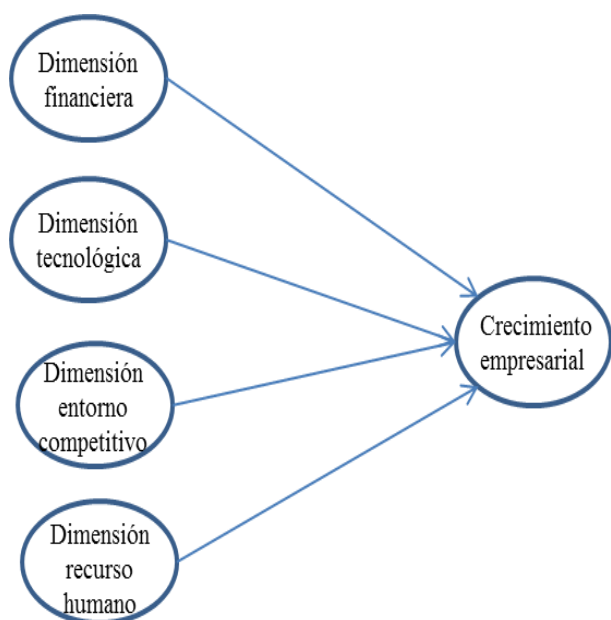 Dimensión
financiera
Dimensión
tecnológica
Dimensión
entorno
competitivo
Dimensión
recurso
humano
Crecimiento
empresarial